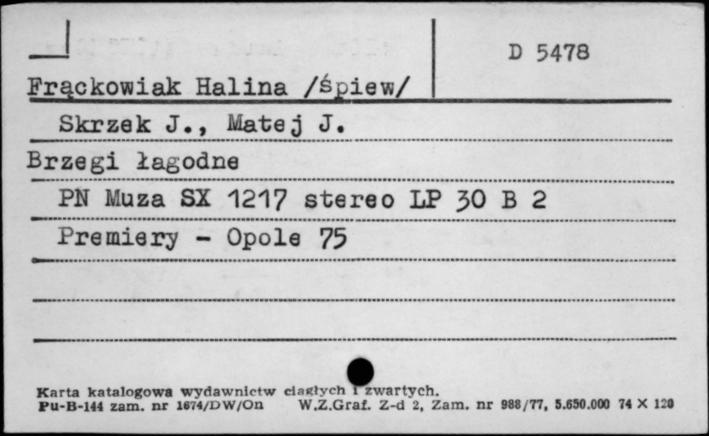 D 5478
Frąckowiak Halina /śpiew/
Skrzek J., Matej J.
Brzegi łagodne
PN Muza SX 1217 stereo LP 30 B 2
Premiery - Opole 75
Karta katalogowa wydawnictw ciągłych i zwartych.
Pu-B-144 zam. nr 1674/DW/On W.Z.Graf. Z-d 2, Zam. nr 988/77, 5.650.000 74 X 120